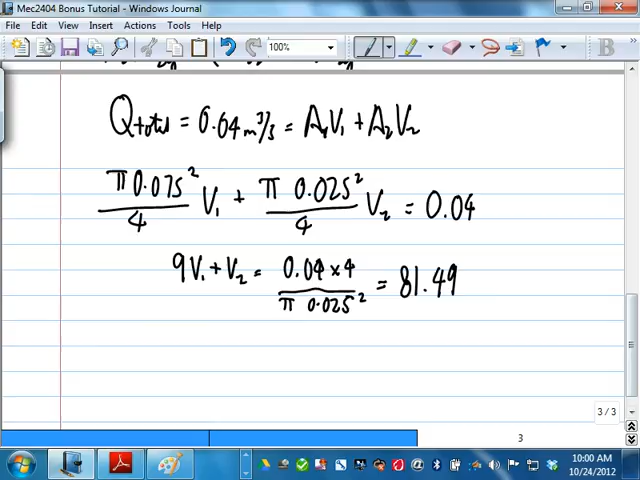 Mec2404 Bonus Tutorial - Windows Journal
File Edit View Insert Actions Tools Help
100% B
Qtotal = 0.04 m³/s = A₁V₁ + A₂V₂
π0.075²/4 V₁ + π 0.025²/4 V₂ = 0.04
9V₁ + V₂ = 0.04 × 4/π 0.025² = 81.49
3 / 3
3
10:00 AM
10/24/2012